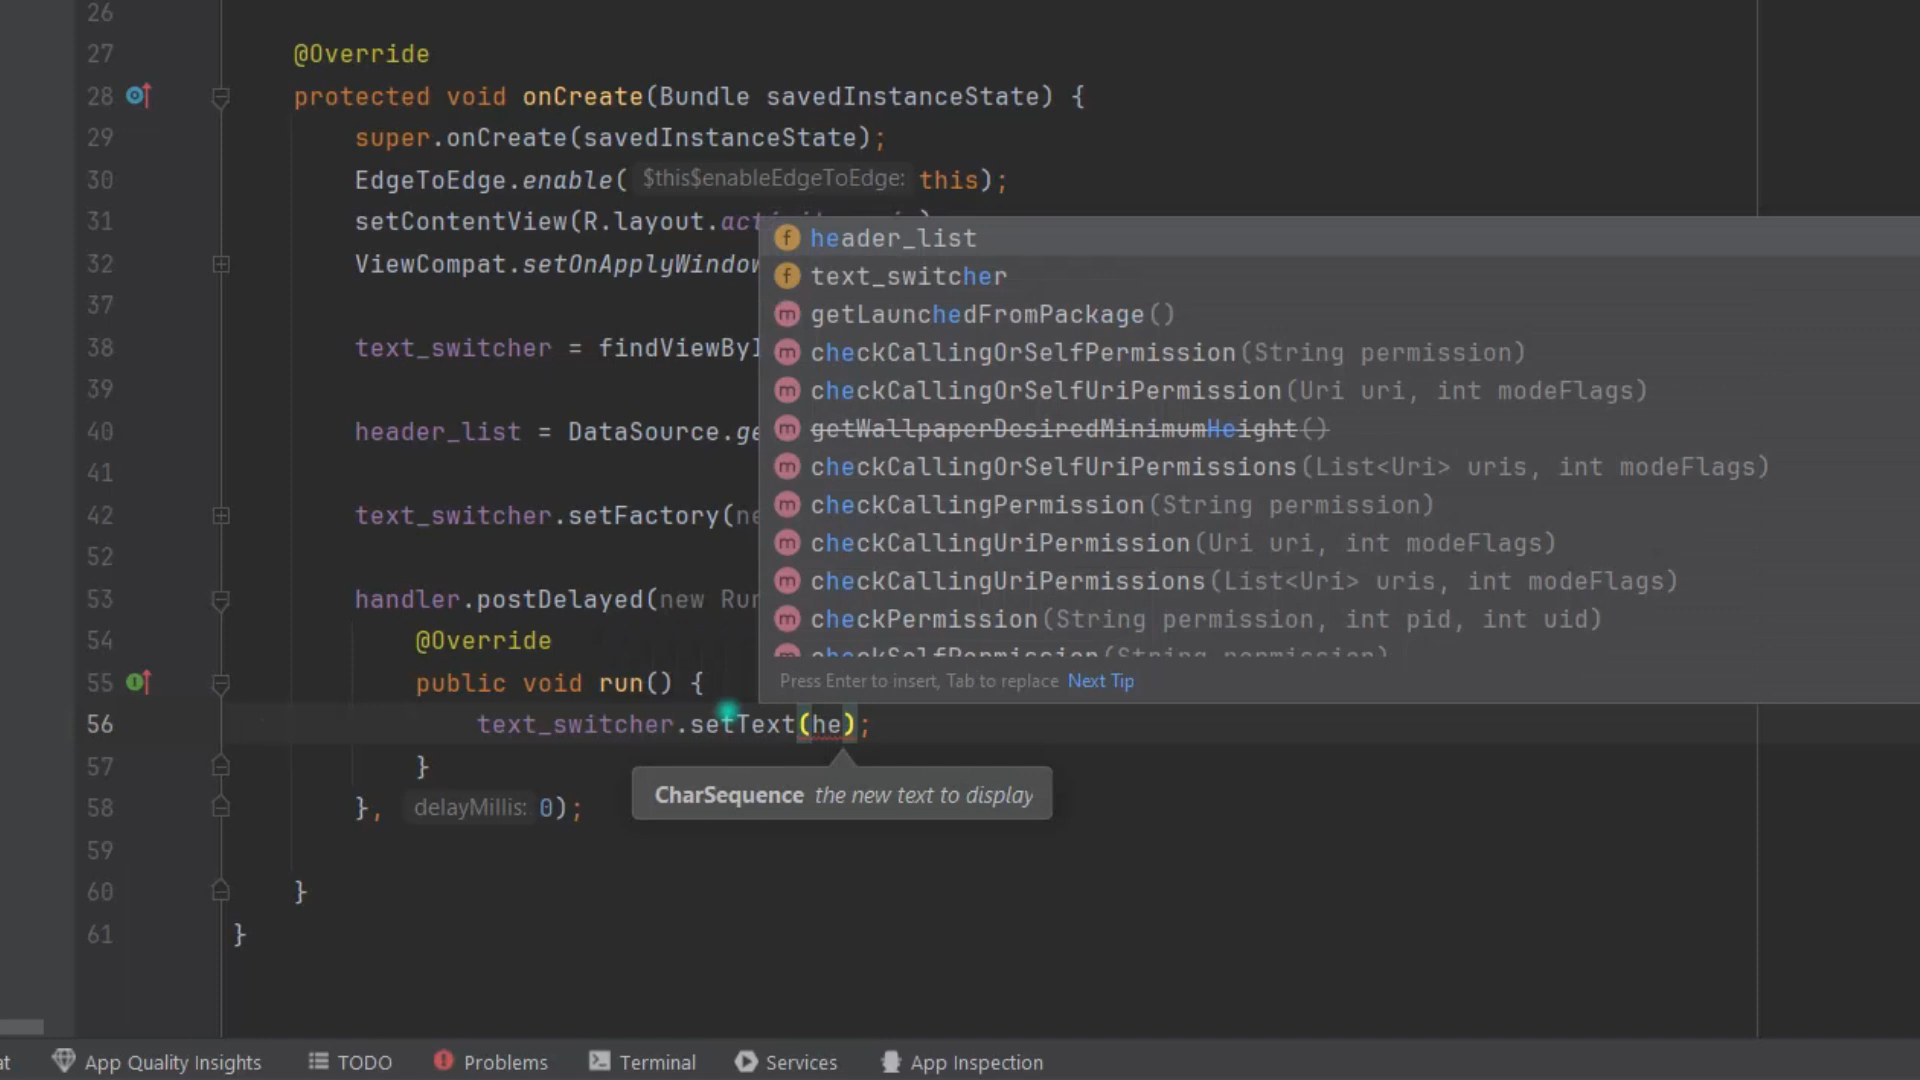 26
27 @Override
28 protected void onCreate(Bundle savedInstanceState) {
29 super.onCreate(savedInstanceState);
30 EdgeToEdge.enable( $this$enableEdgeToEdge: this);
31 setContentView(R.layout.act
header_list
32 ViewCompat.setOnApplyWindow
text_switcher
37
getLaunchedFromPackage()
38 text_switcher = findViewByI
checkCallingOrSelfPermission(String permission)
39
checkCallingOrSelfUriPermission(Uri uri, int modeFlags)
40 header_list = DataSource.ge
getWallpaperDesiredMinimumHeight()
41
checkCallingOrSelfUriPermissions(List<Uri> uris, int modeFlags)
42 text_switcher.setFactory(ne
checkCallingPermission(String permission)
52
checkCallingUriPermission(Uri uri, int modeFlags)
checkCallingUriPermissions(List<Uri> uris, int modeFlags)
53 handler.postDelayed(new Run
checkPermission(String permission, int pid, int uid)
54 @Override
checkSelfPermission(String permission)
55 public void run() {
Press Enter to insert, Tab to replace Next Tip
56 text_switcher.setText(he);
57 }
CharSequence the new text to display
58 }, delayMillis: 0);
59
60 }
61 }
at App Quality Insights TODO Problems Terminal Services App Inspection